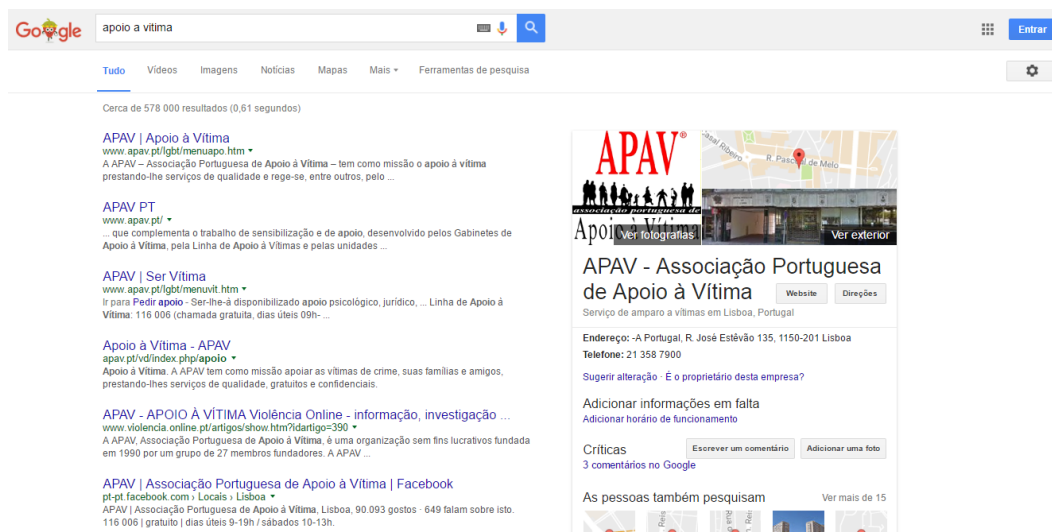 Google
apoio a vitima
Entrar
Tudo Vídeos Imagens Notícias Mapas Mais Ferramentas de pesquisa
Cerca de 578 000 resultados (0,61 segundos)
APAV | Apoio à Vítima
www.apav.pt/lgbt/menuapo.htm
A APAV – Associação Portuguesa de Apoio à Vítima – tem como missão o apoio à vítima
prestando-lhe serviços de qualidade e rege-se, entre outros, pelo ...
APAV PT
www.apav.pt/
... que complementa o trabalho de sensibilização e de apoio, desenvolvido pelos Gabinetes de
Apoio à Vítima, pela Linha de Apoio à Vítimas e pelas unidades ...
APAV | Ser Vítima
www.apav.pt/lgbt/menuvit.htm
Ir para Pedir apoio - Ser-lhe-á disponibilizado apoio psicológico, jurídico, ... Linha de Apoio à
Vítima: 116 006 (chamada gratuita, dias úteis 09h- ...
Apoio à Vítima - APAV
apav.pt/vd/index.php/apoio
Apoio á Vítima. A APAV tem como missão apoiar as vítimas de crime, suas famílias e amigos,
prestando-lhes serviços de qualidade, gratuitos e confidenciais.
APAV - APOIO À VÍTIMA Violência Online - informação, investigação ...
www.violencia.online.pt/artigos/show.htm?idartigo=390
A APAV, Associação Portuguesa de Apoio à Vítima, é uma organização sem fins lucrativos fundada
em 1990 por um grupo de 27 membros fundadores. A APAV ...
APAV | Associação Portuguesa de Apoio à Vítima | Facebook
pt-pt.facebook.com › Locais › Lisboa
APAV | Associação Portuguesa de Apoio à Vítima, Lisboa, 90.093 gostos · 649 falam sobre isto.
116 006 | gratuito | dias úteis 9-19h / sábados 10-13h.
APAV®
associação portuguesa de
Apoio à Vítima
Ver fotografias
Casal Ribeiro
R. Pascoal de Melo
Ver exterior
APAV - Associação Portuguesa
de Apoio à Vítima
Website Direções
Serviço de amparo a vítimas em Lisboa, Portugal
Endereço: -A Portugal, R. José Estêvão 135, 1150-201 Lisboa
Telefone: 21 358 7900
Sugerir alteração · É o proprietário desta empresa?
Adicionar informações em falta
Adicionar horário de funcionamento
Críticas Escrever um comentário Adicionar uma foto
3 comentários no Google
As pessoas também pesquisam Ver mais de 15